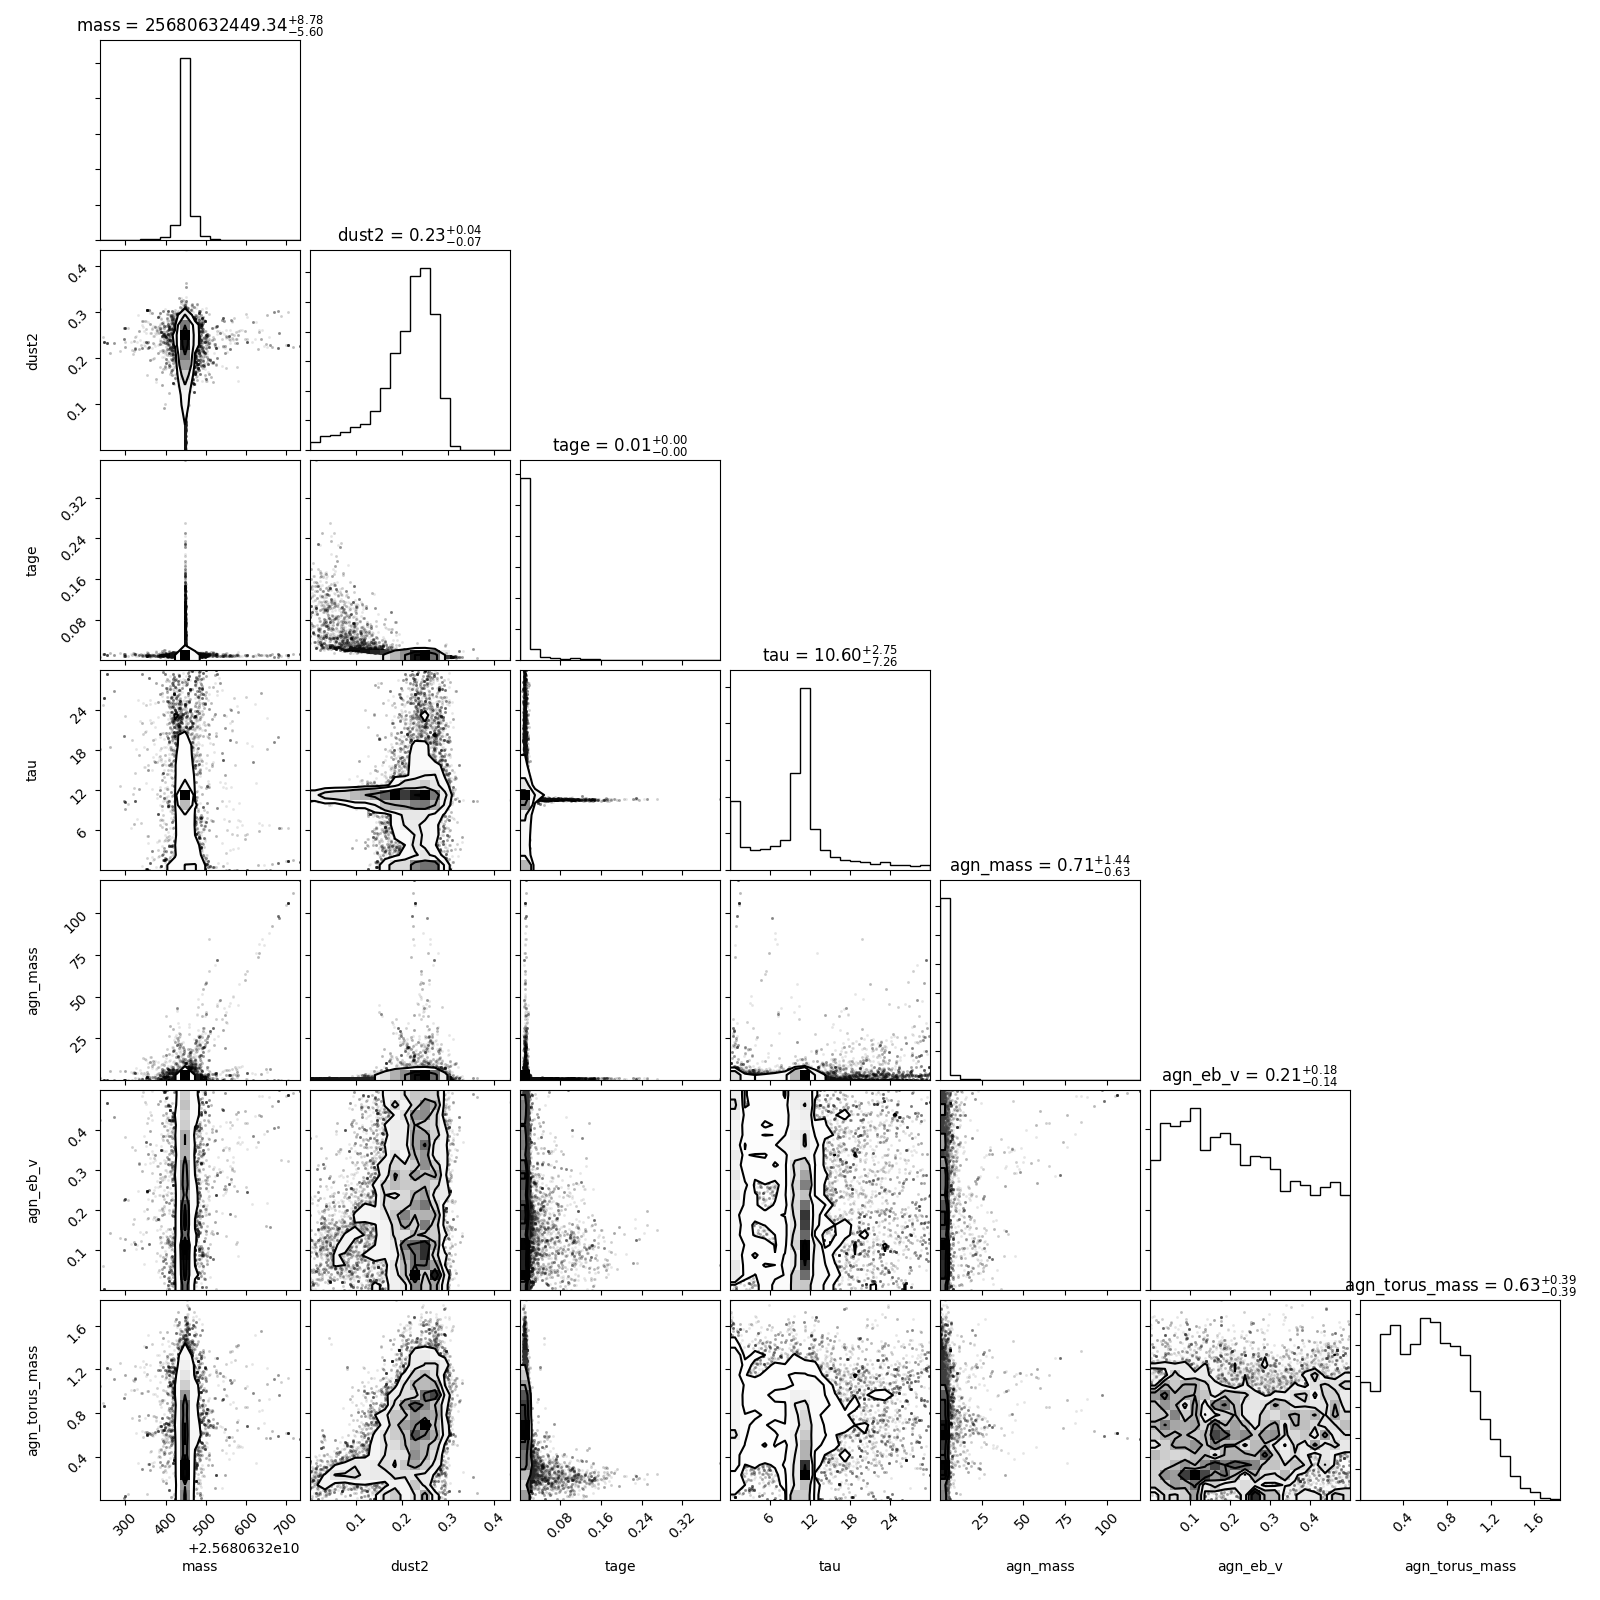 mass = 25680632449.34 +8.78 −5.60
dust2 = 0.23 +0.04 −0.07
0.4
0.3
0.2
0.1
dust2
tage = 0.01 +0.00 −0.00
0.32
0.24
0.16
0.08
tage
tau = 10.60 +2.75 −7.26
24
18
12
6
tau
agn_mass = 0.71 +1.44 −0.63
100
75
50
25
agn_mass
agn_eb_v = 0.21 +0.18 −0.14
0.4
0.3
0.2
0.1
agn_eb_v
agn_torus_mass = 0.63 +0.39 −0.39
1.6
1.2
0.8
0.4
agn_torus_mass
300 400 500 600 700
+2.5680632e10
mass
0.1 0.2 0.3 0.4
dust2
0.08 0.16 0.24 0.32
tage
6 12 18 24
tau
25 50 75 100
agn_mass
0.1 0.2 0.3 0.4
agn_eb_v
0.4 0.8 1.2 1.6
agn_torus_mass